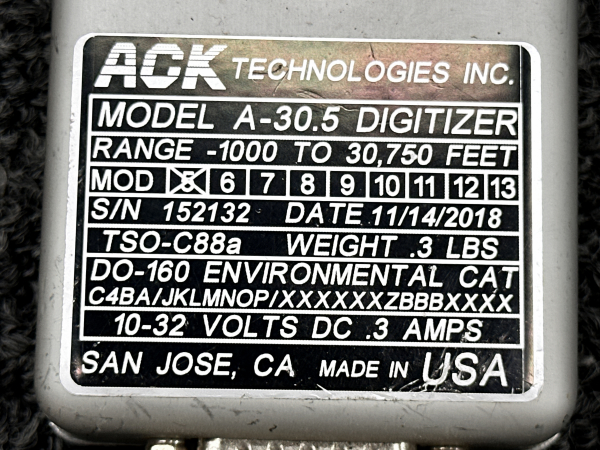 ACK TECHNOLOGIES INC.
MODEL A-30.5 DIGITIZER
RANGE -1000 TO 30,750 FEET
MOD 5 6 7 8 9 10 11 12 13
S/N 152132 DATE 11/14/2018
TSO-C88a WEIGHT .3 LBS
DO-160 ENVIRONMENTAL CAT
C4BA/JKLMNOP/XXXXXXZBBBXXXX
10-32 VOLTS DC .3 AMPS
SAN JOSE, CA MADE IN USA